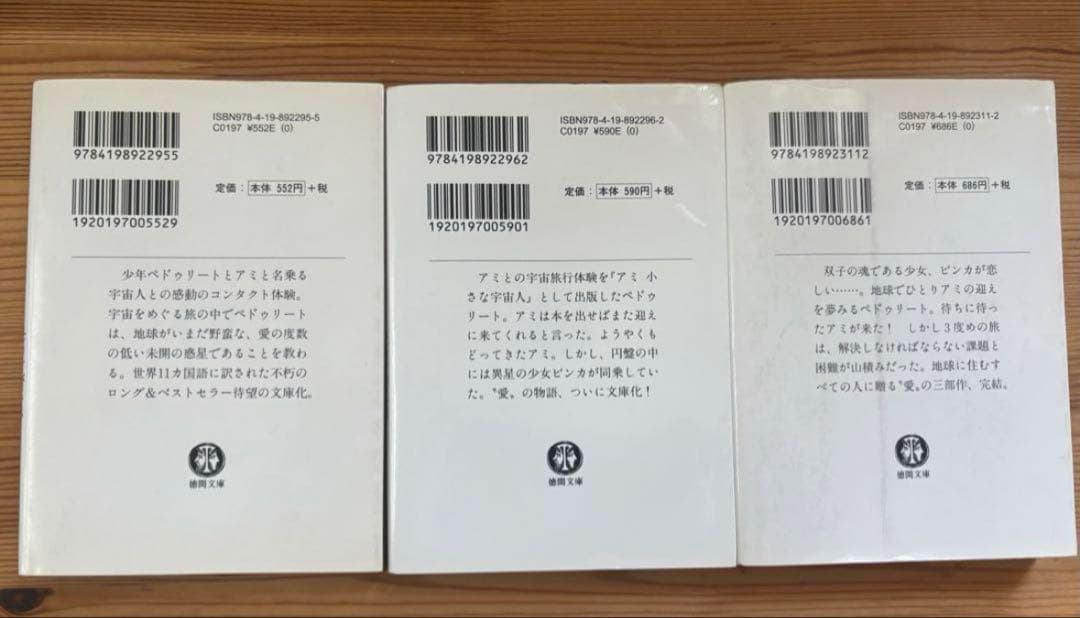 ISBN978-4-19-892295-5
C0197 ¥552E (0)
9784198922955
定価：本体 552円＋税
1920197005529
少年ペドゥリートとアミと名乗る
宇宙人との感動のコンタクト体験。
宇宙をめぐる旅の中でペドゥリート
は、地球がいまだ野蛮な、愛の度数
の低い未開の惑星であることを教わ
る。世界11カ国語に訳された不朽の
ロング＆ベストセラー待望の文庫化。
徳間文庫
ISBN978-4-19-892296-2
C0197 ¥590E (0)
9784198922962
定価：本体 590円＋税
1920197005901
アミとの宇宙旅行体験を『アミ 小
さな宇宙人』として出版したペドゥ
リート。アミは本を出せばまた迎え
に来てくれると言った。ようやくも
どってきたアミ。しかし、円盤の中
には異星の少女ビンカが同乗してい
た。〝愛〟の物語、ついに文庫化！
徳間文庫
ISBN978-4-19-892311-2
C0197 ¥686E (0)
9784198923112
定価：本体 686円＋税
1920197006861
双子の魂である少女、ビンカが恋
しい……。地球でひとりアミの迎え
を夢みるペドゥリート。待ちに待っ
たアミが来た！ しかし３度めの旅
は、解決しなければならない課題と
困難が山積みだった。地球に住むす
べての人に贈る〝愛〟の三部作、完結。
徳間文庫